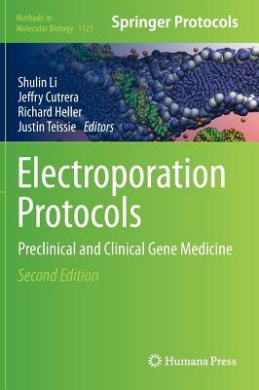 Methods in
Molecular Biology 1121
Springer Protocols
Shulin Li
Jeffry Cutrera
Richard Heller
Justin Teissie Editors
Electroporation
Protocols
Preclinical and Clinical Gene Medicine
Second Edition
Humana Press